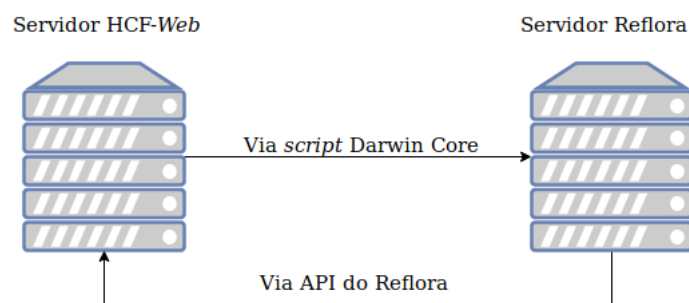 Servidor HCF-Web
Servidor Reflora
Via script Darwin Core
Via API do Reflora